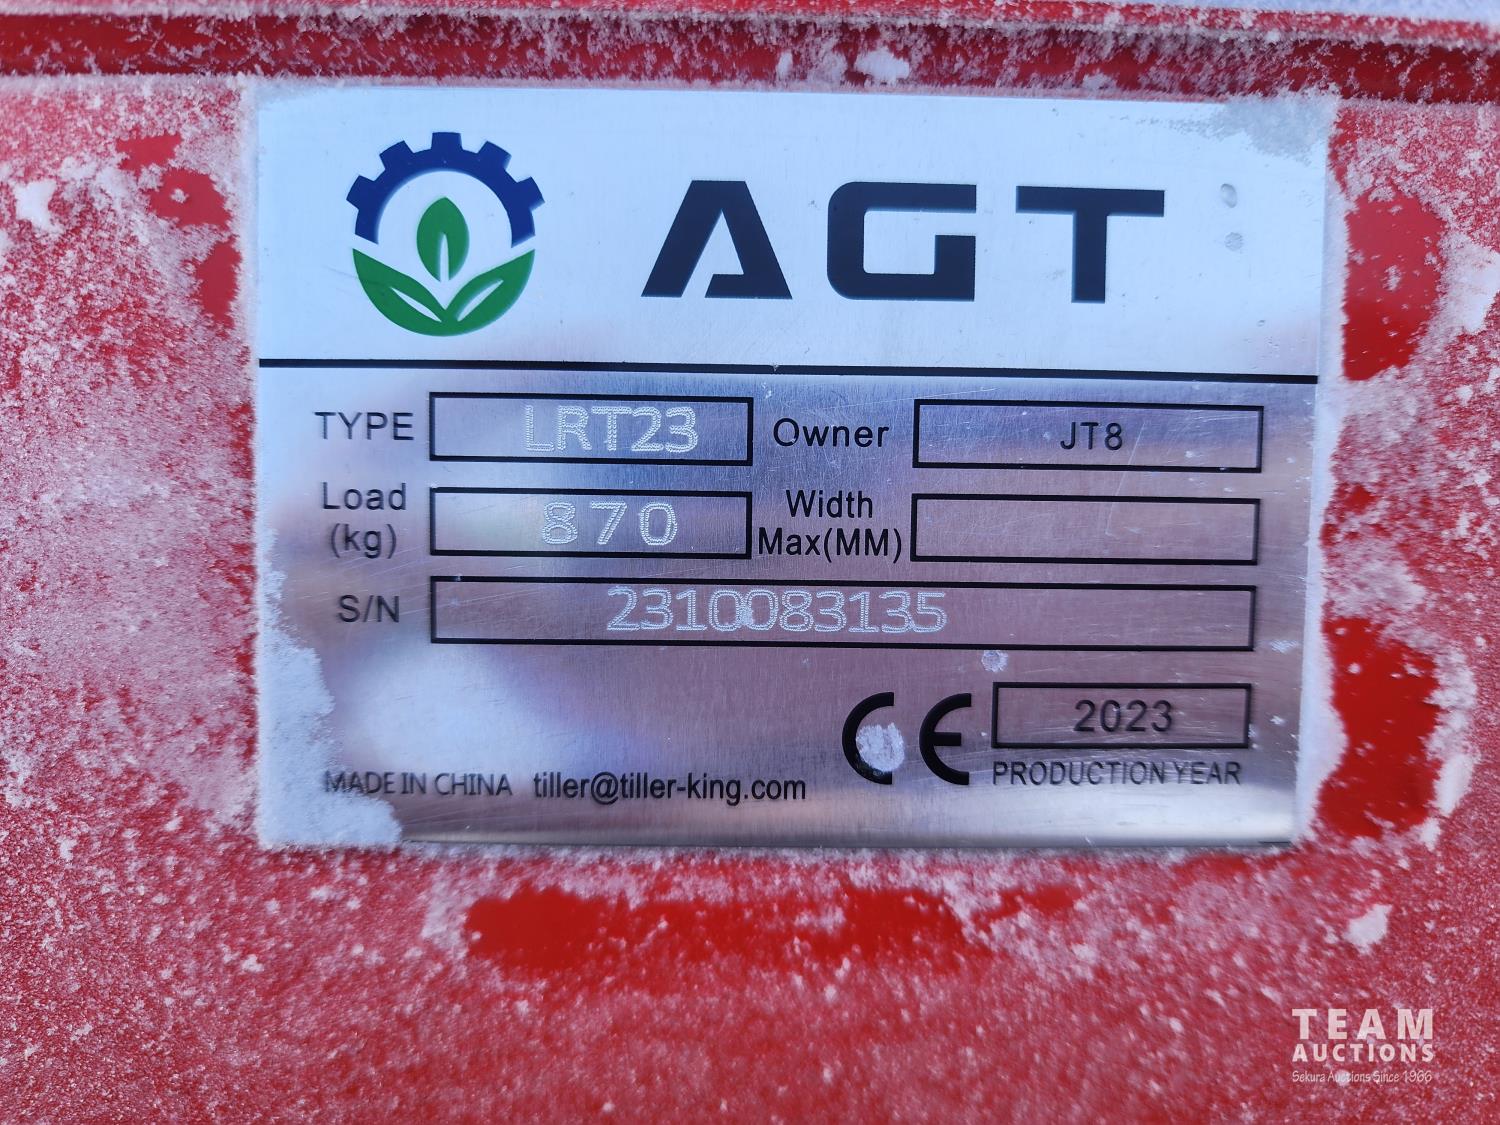 AGT
TYPE LRT23 Owner JT8
Load (kg) 870 Width Max(MM)
S/N 2310083135
CE 2023
PRODUCTION YEAR
MADE IN CHINA tiller@tiller-king.com
TEAM
AUCTIONS
Sekura Auctions Since 1966